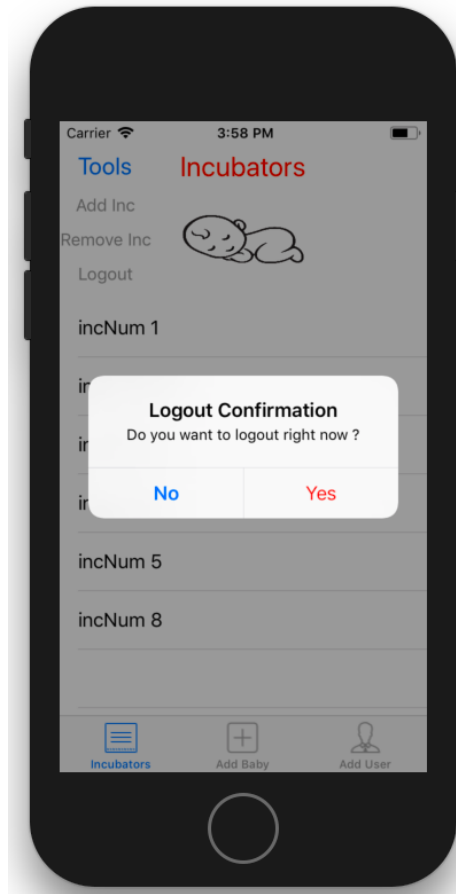 Carrier 3:58 PM
Tools Incubators
Add Inc
Remove Inc
Logout
incNum 1
Logout Confirmation
Do you want to logout right now ?
No Yes
incNum 5
incNum 8
Incubators Add Baby Add User